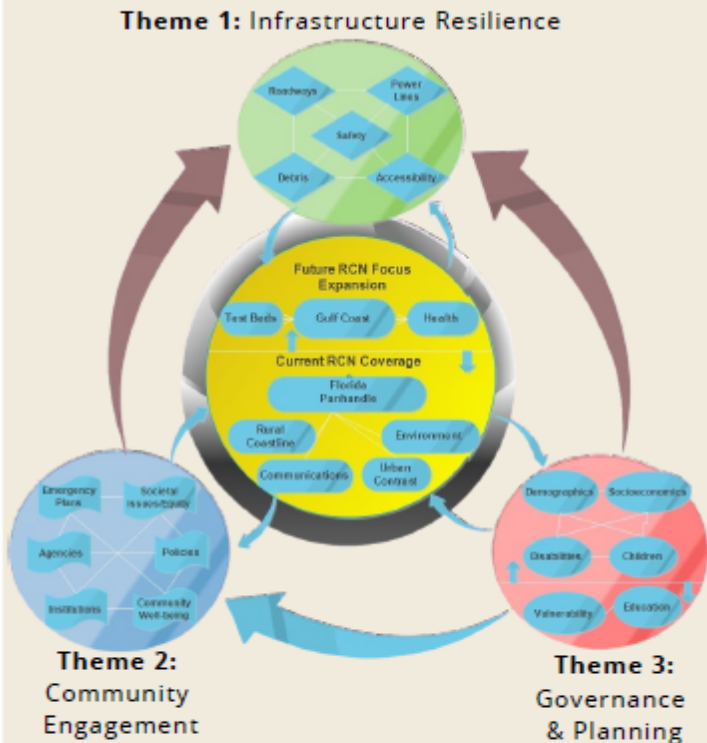 Theme 1: Infrastructure Resilience
Roadways
Power
Lines
Safety
Debris
Accessibility
Future RCN Focus
Expansion
Test Beds
Gulf Coast
Health
Current RCN Coverage
Florida
Panhandle
Rural
Coastline
Environment
Communications
Urban
Contrast
Emergency
Plans
Societal
Issues/Equity
Agencies
Policies
Institutions
Community
Well-being
Theme 2:
Community
Engagement
Demographics
Socioeconomics
Disabilities
Children
Vulnerability
Education
Theme 3:
Governance
& Planning